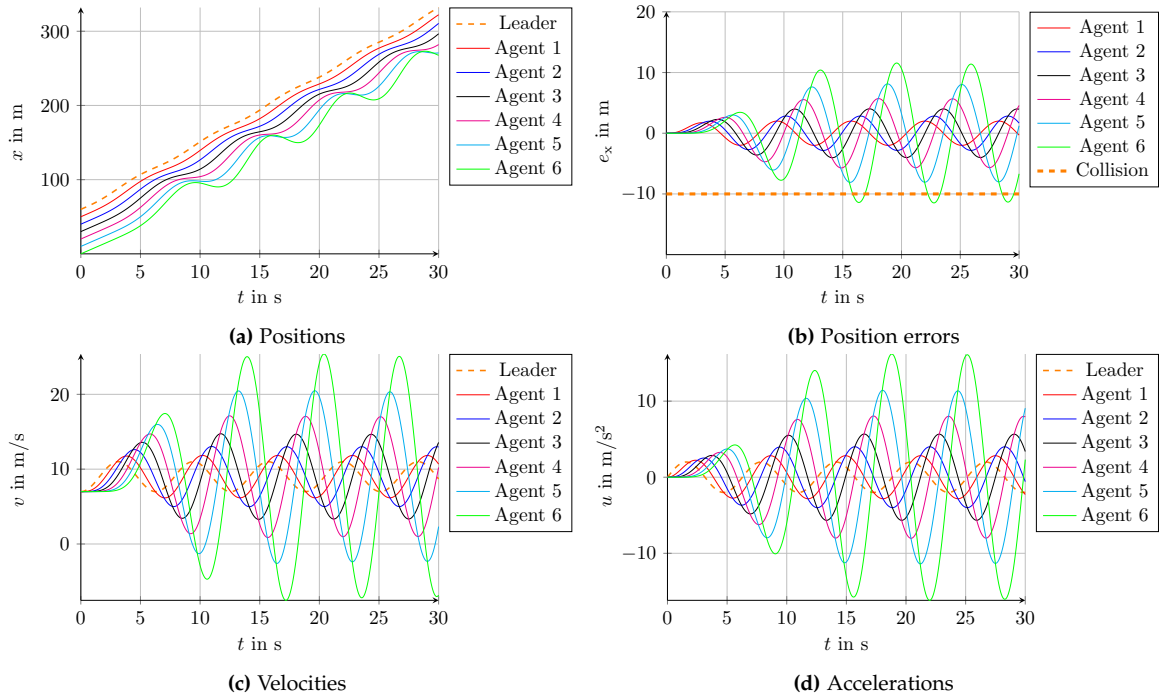 300
200
100
0
5
10
15
20
25
30
x in m
t in s
Leader
Agent 1
Agent 2
Agent 3
Agent 4
Agent 5
Agent 6
(a) Positions
20
10
0
−10
0
5
10
15
20
25
30
e_x in m
t in s
Agent 1
Agent 2
Agent 3
Agent 4
Agent 5
Agent 6
Collision
(b) Position errors
20
10
0
0
5
10
15
20
25
30
v in m/s
t in s
Leader
Agent 1
Agent 2
Agent 3
Agent 4
Agent 5
Agent 6
(c) Velocities
10
0
−10
0
5
10
15
20
25
30
u in m/s²
t in s
Leader
Agent 1
Agent 2
Agent 3
Agent 4
Agent 5
Agent 6
(d) Accelerations